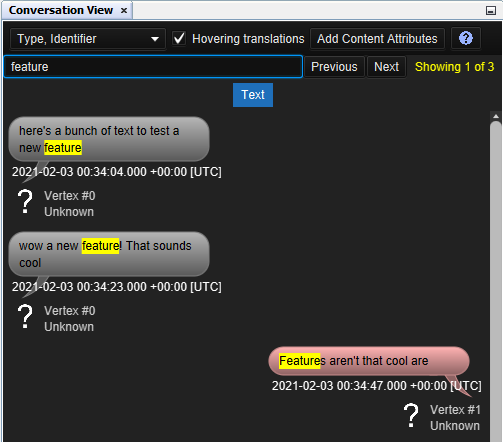 Conversation View ×
Type, Identifier Hovering translations Add Content Attributes ?
feature Previous Next Showing 1 of 3
Text
here's a bunch of text to test a
new feature
2021-02-03 00:34:04.000 +00:00 [UTC]
? Vertex #0
Unknown
wow a new feature! That sounds
cool
2021-02-03 00:34:23.000 +00:00 [UTC]
? Vertex #0
Unknown
Features aren't that cool are
2021-02-03 00:34:47.000 +00:00 [UTC]
? Vertex #1
Unknown